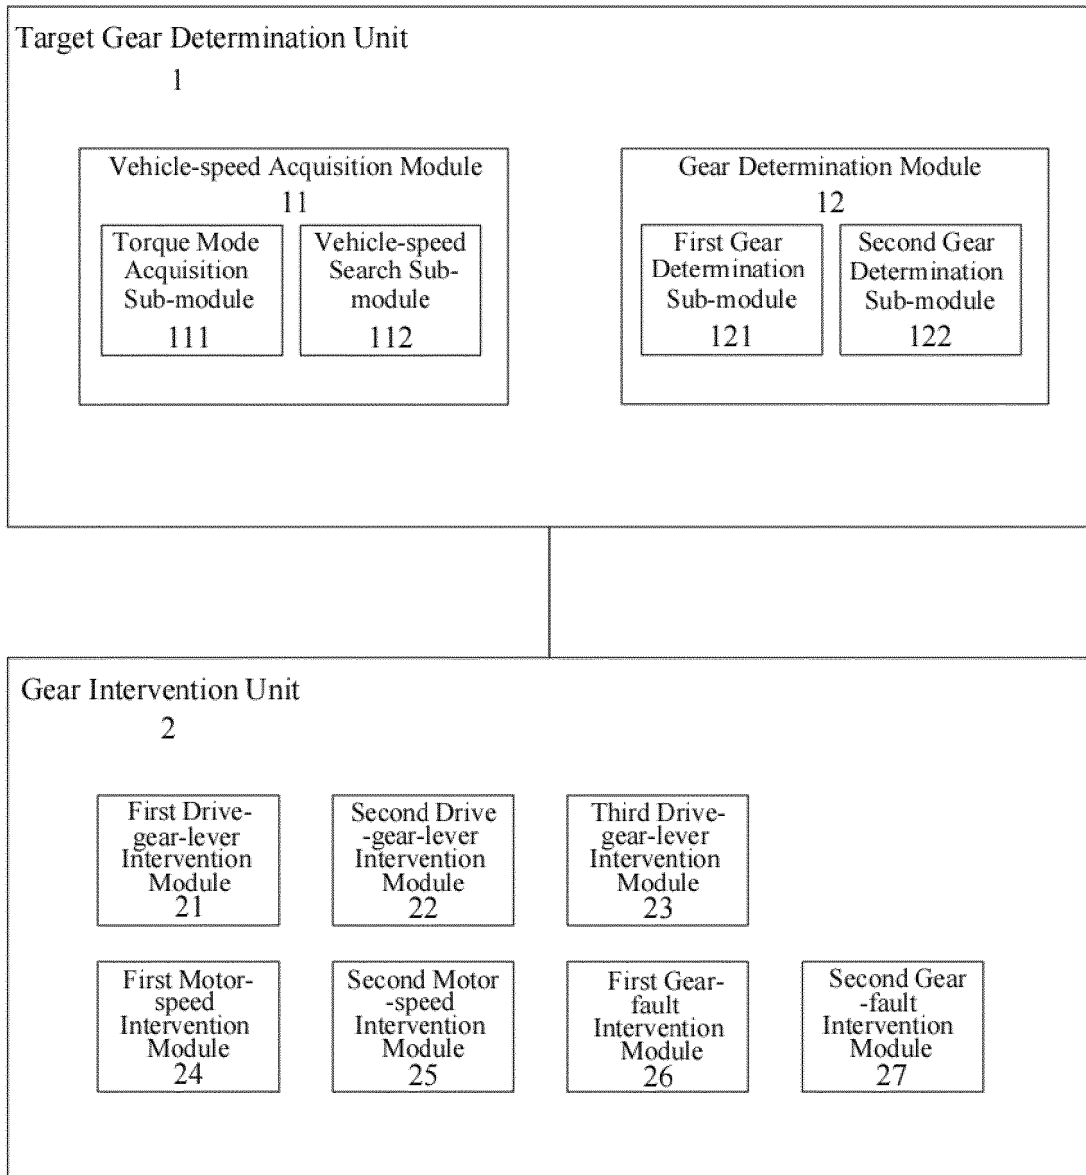 Target Gear Determination Unit
1
Vehicle-speed Acquisition Module
11
Torque Mode
Acquisition
Sub-module
111
Vehicle-speed
Search Sub-
module
112
Gear Determination Module
12
First Gear
Determination
Sub-module
121
Second Gear
Determination
Sub-module
122
Gear Intervention Unit
2
First Drive-
gear-lever
Intervention
Module
21
Second Drive
-gear-lever
Intervention
Module
22
Third Drive-
gear-lever
Intervention
Module
23
First Motor-
speed
Intervention
Module
24
Second Motor
-speed
Intervention
Module
25
First Gear-
fault
Intervention
Module
26
Second Gear
-fault
Intervention
Module
27